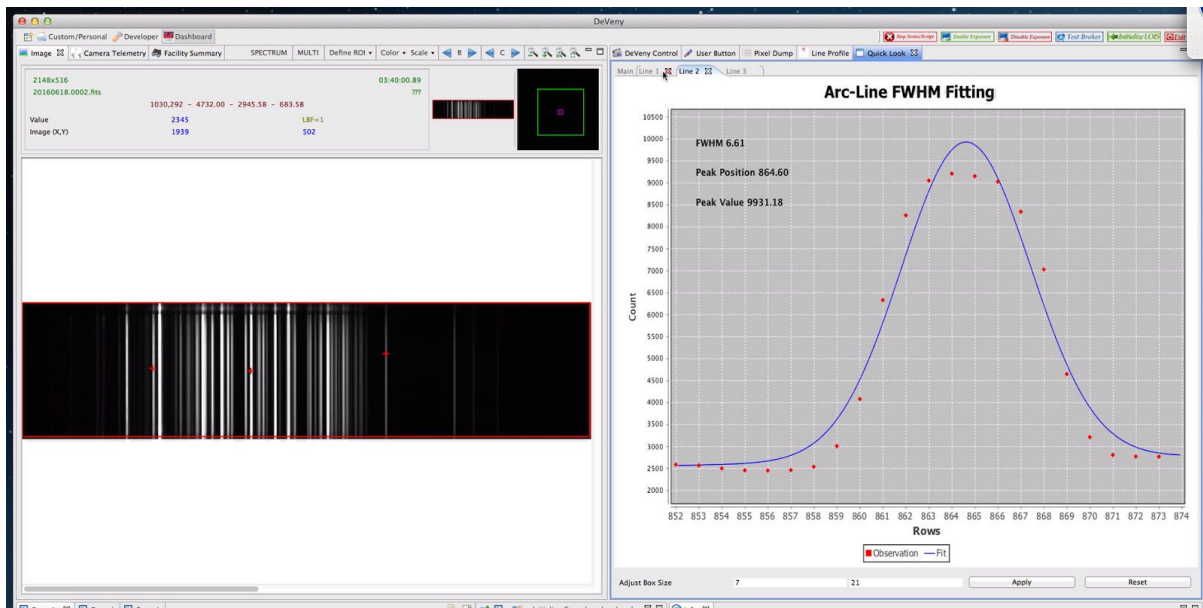 DeVeny
Custom/Personal Developer Dashboard
Test Broker Initialize LOIS
Image Camera Telemetry Facility Summary SPECTRUM MULTI Define ROI Color Scale B C
DeVeny Control User Button Pixel Dump Line Profile Quick Look
2148x516 03:40:00.89
20160618.0002.fits ???
1030,292 - 4732.00 - 2945.58 - 683.58
Value 2345 LBF=1
Image (X,Y) 1939 502
Main Line 1 Line 2 Line 3
Arc-Line FWHM Fitting
FWHM 6.61
Peak Position 864.60
Peak Value 9931.18
Count
10500
10000
9500
9000
8500
8000
7500
7000
6500
6000
5500
5000
4500
4000
3500
3000
2500
2000
852 853 854 855 856 857 858 859 860 861 862 863 864 865 866 867 868 869 870 871 872 873 874
Rows
Observation Fit
Adjust Box Size 7 21 Apply Reset